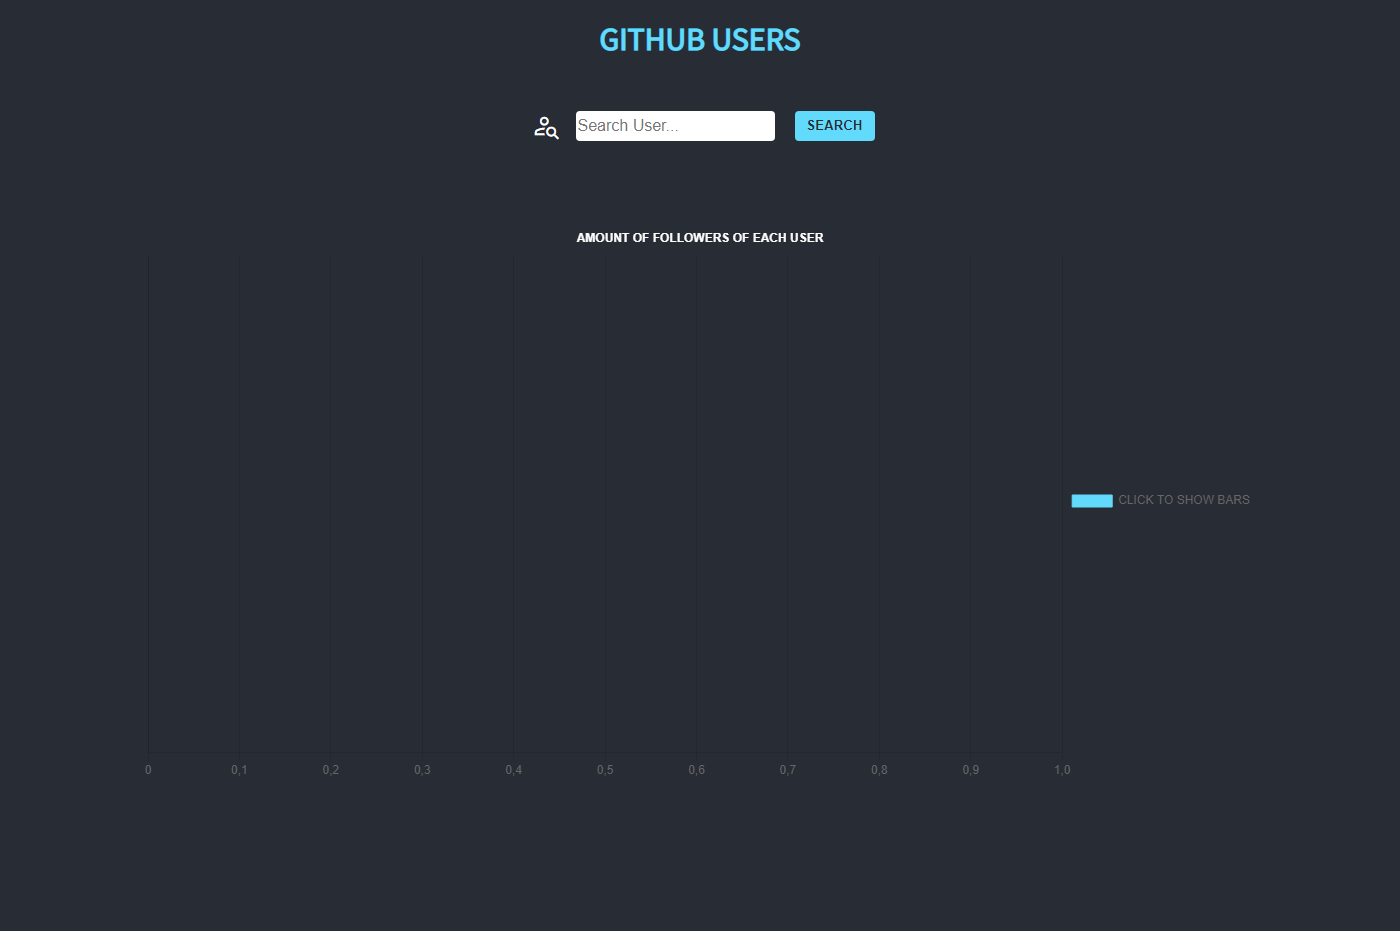 GITHUB USERS
Search User...
SEARCH
AMOUNT OF FOLLOWERS OF EACH USER
CLICK TO SHOW BARS
0 0,1 0,2 0,3 0,4 0,5 0,6 0,7 0,8 0,9 1,0